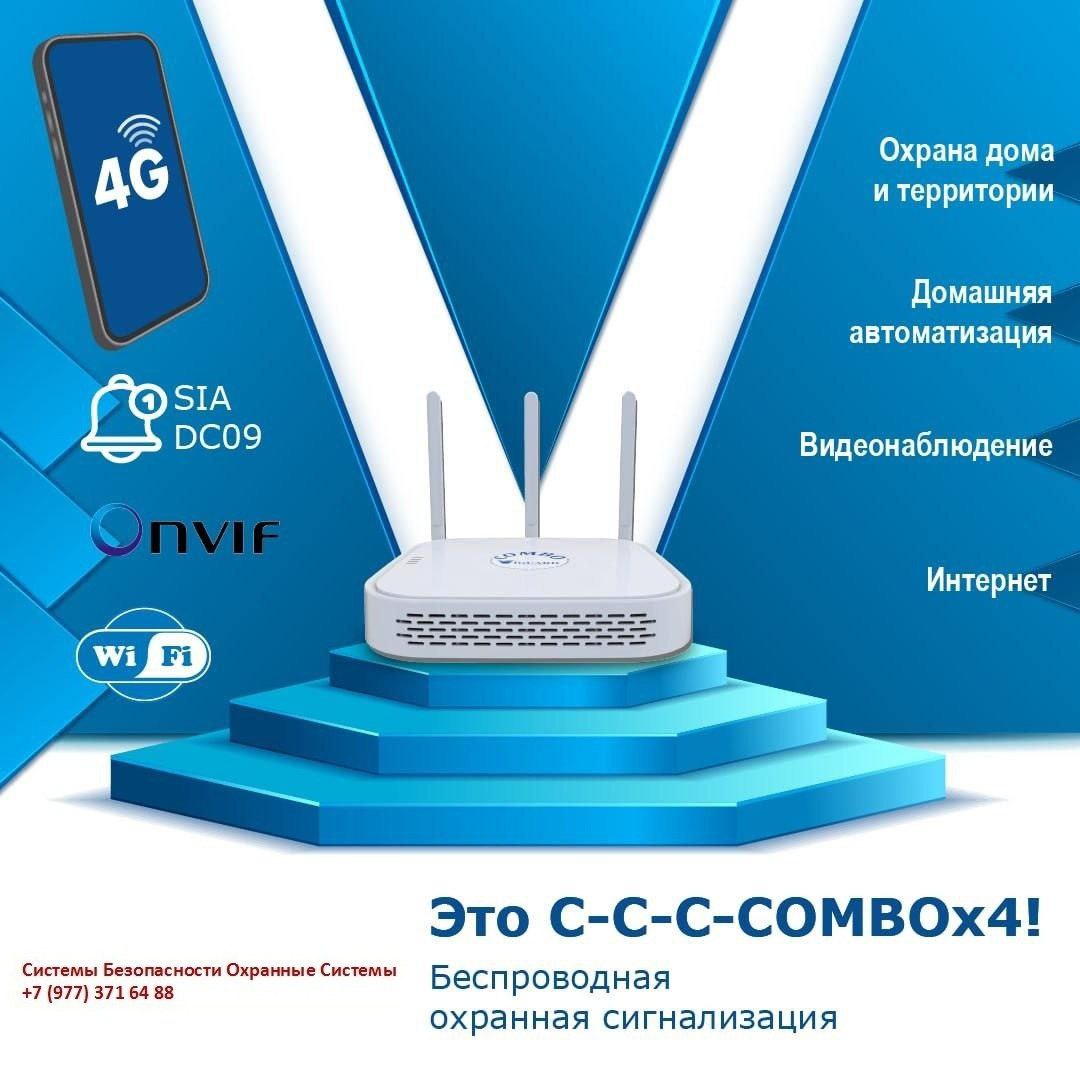 4G
SIA
DC09
ONVIF
Wi Fi
Охрана дома
и территории
Домашняя
автоматизация
Видеонаблюдение
Интернет
COMBO
Это C-C-C-COMBOx4!
Беспроводная
охранная сигнализация
Системы Безопасности Охранные Системы
+7 (977) 371 64 88